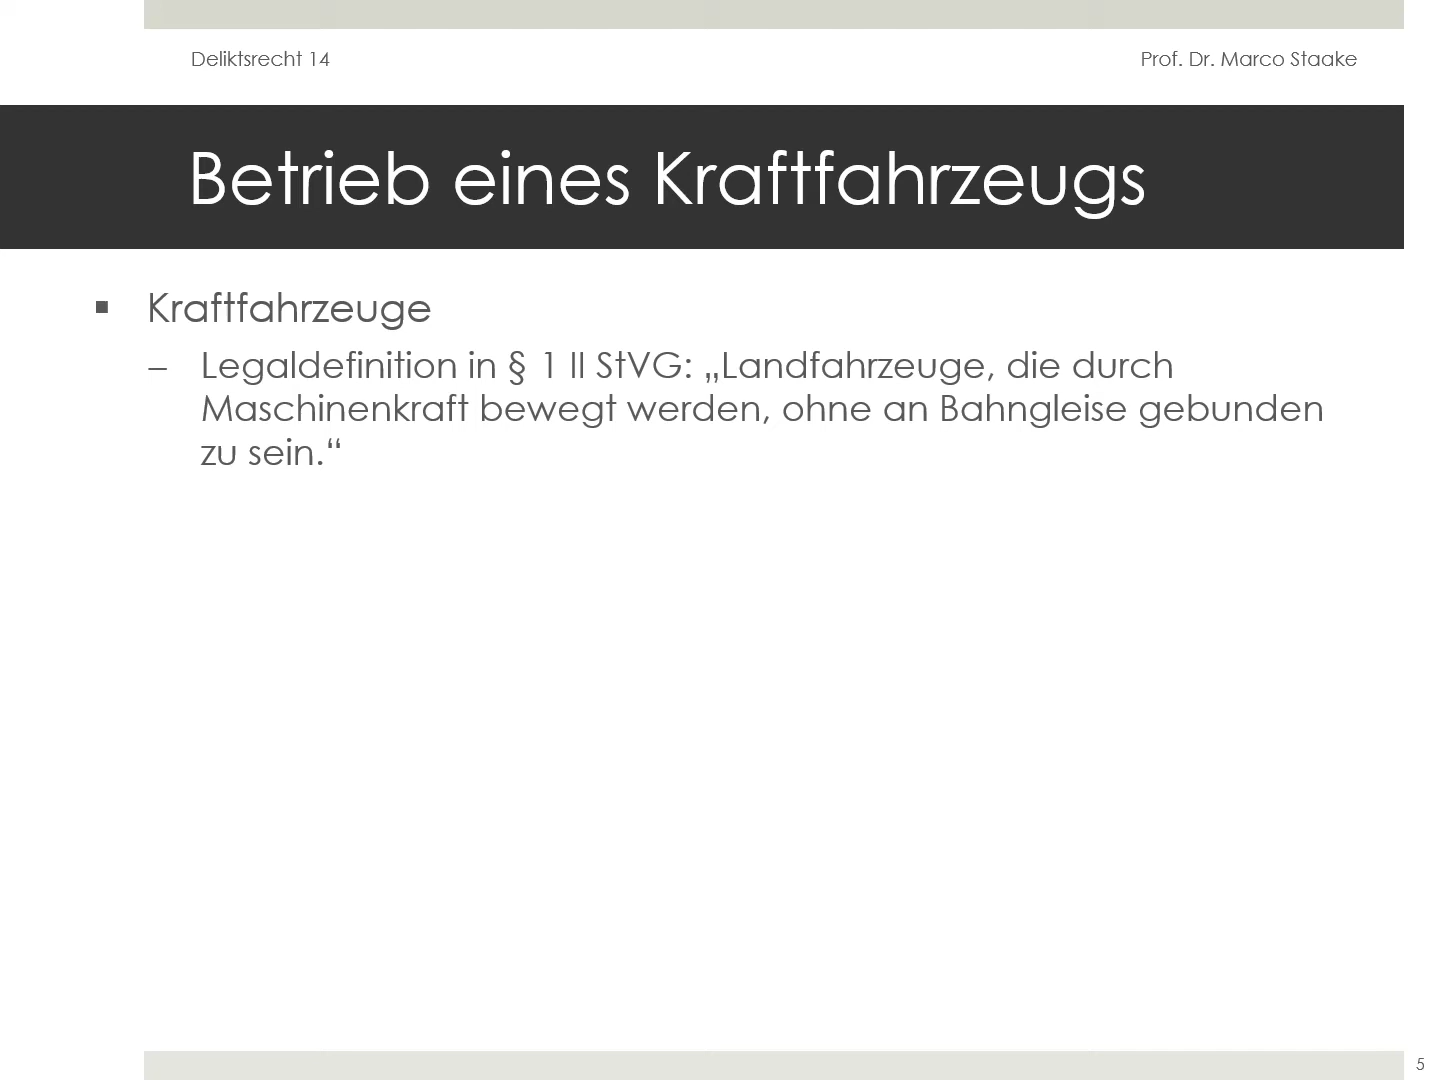 Deliktsrecht 14
Prof. Dr. Marco Staake
Betrieb eines Kraftfahrzeugs
▪ Kraftfahrzeuge
– Legaldefinition in § 1 II StVG: „Landfahrzeuge, die durch
Maschinenkraft bewegt werden, ohne an Bahngleise gebunden
zu sein.“
5